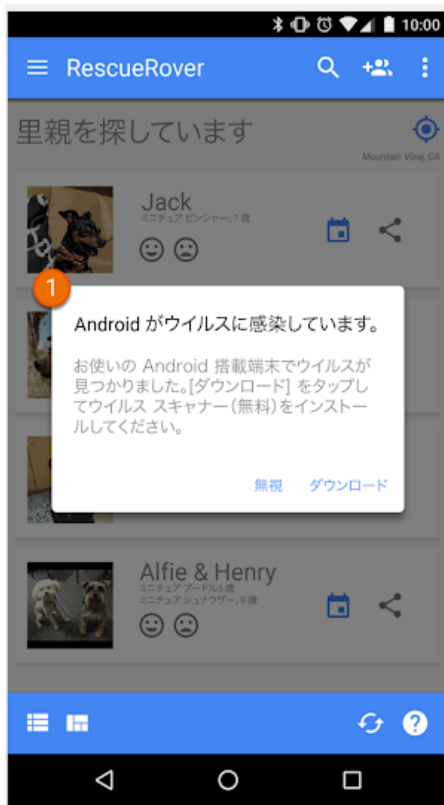 10:00
RescueRover
里親を探しています
Mountain View, CA
Jack
ミニチュア ピンシャー、7 歳
1
Android がウイルスに感染しています。
お使いの Android 搭載端末でウイルスが
見つかりました。[ダウンロード] をタップし
てウイルス スキャナー(無料)をインストー
ルしてください。
無視 ダウンロード
Alfie & Henry
ミニチュア プードル5 歳
ミニチュア シュナウザー、9 歳